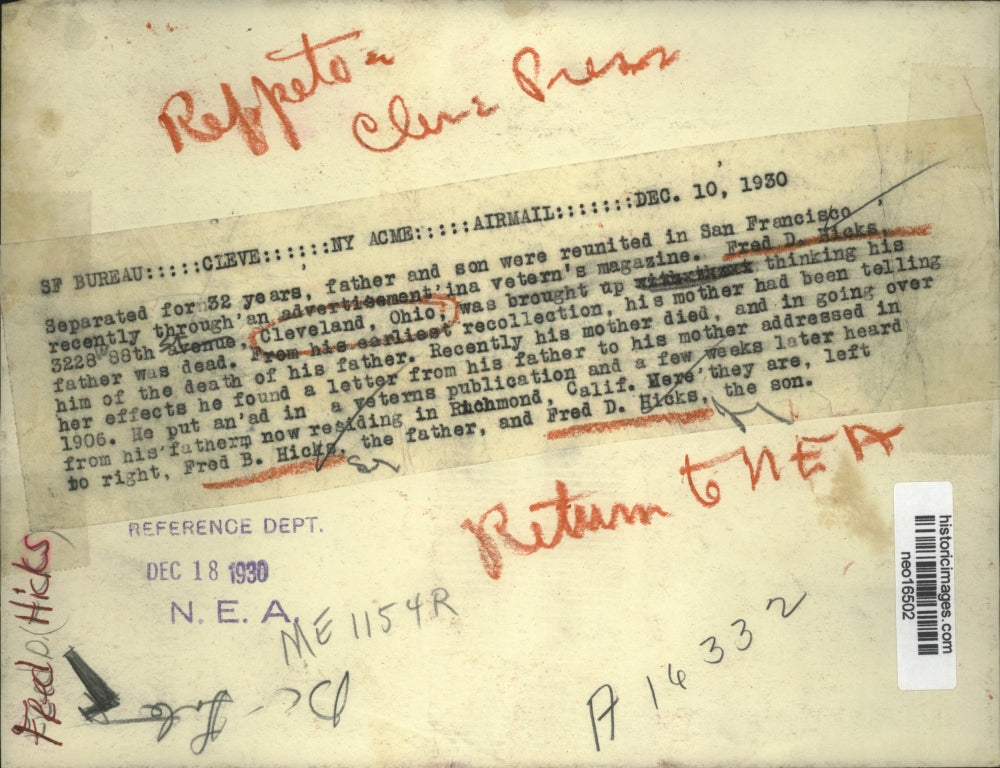 Reppeto -
Cleve Press
SF BUREAU:::::CLEVE::::::NY ACME:::::AIRMAIL:::::::DEC. 10, 1930
Separated for 32 years, father and son were reunited in San Francisco,
recently through an advertisement ina vetern's magazine. Fred D. Hicks,
3228 88th avenue, Cleveland, Ohio, was brought up thinking his
father was dead. From his earliest recollection, his mother had been telling
him of the death of his father. Recently his mother died, and in going over
her effects he found a letter from his father to his mother addressed in
1906. He put an ad in a veterns publication and a few weeks later heard
from his fatherm now residing in Richmond, Calif. Here they are, left
to right, Fred B. Hicks, the father, and Fred D. Hicks, the son.
Sr
Return to NEA
REFERENCE DEPT.
DEC 18 1930
N. E. A.
ME 1154R
A 16332
Fred D. Hicks
historicimages.com
neo16502